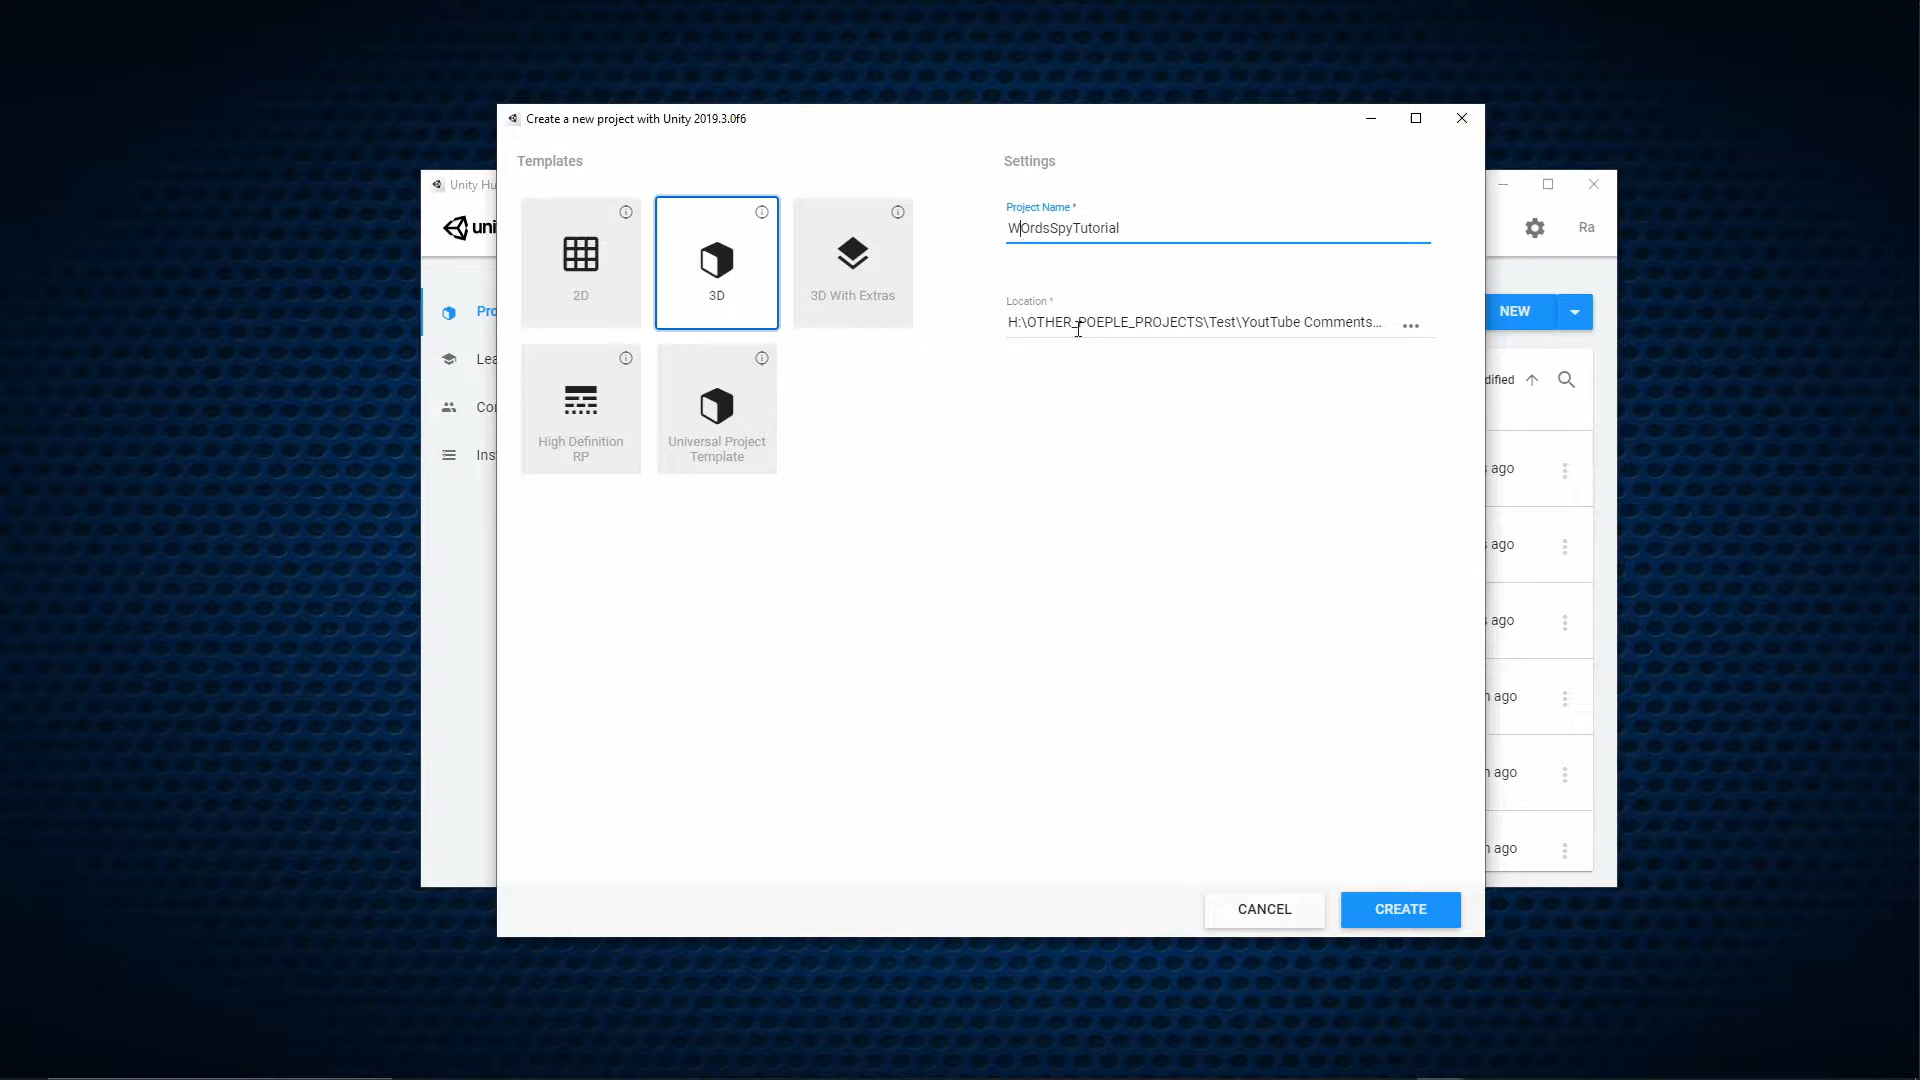 Create a new project with Unity 2019.3.0f6
Templates
Settings
2D
3D
3D With Extras
High Definition
RP
Universal Project
Template
Project Name *
WOrdsSpyTutorial
Location *
H:\OTHER_POEPLE_PROJECTS\Test\YoutTube Comments...
CANCEL
CREATE
Unity Hu
uni
Pro
Lea
Co
Ins
Ra
NEW
dified
s ago
s ago
s ago
n ago
n ago
n ago